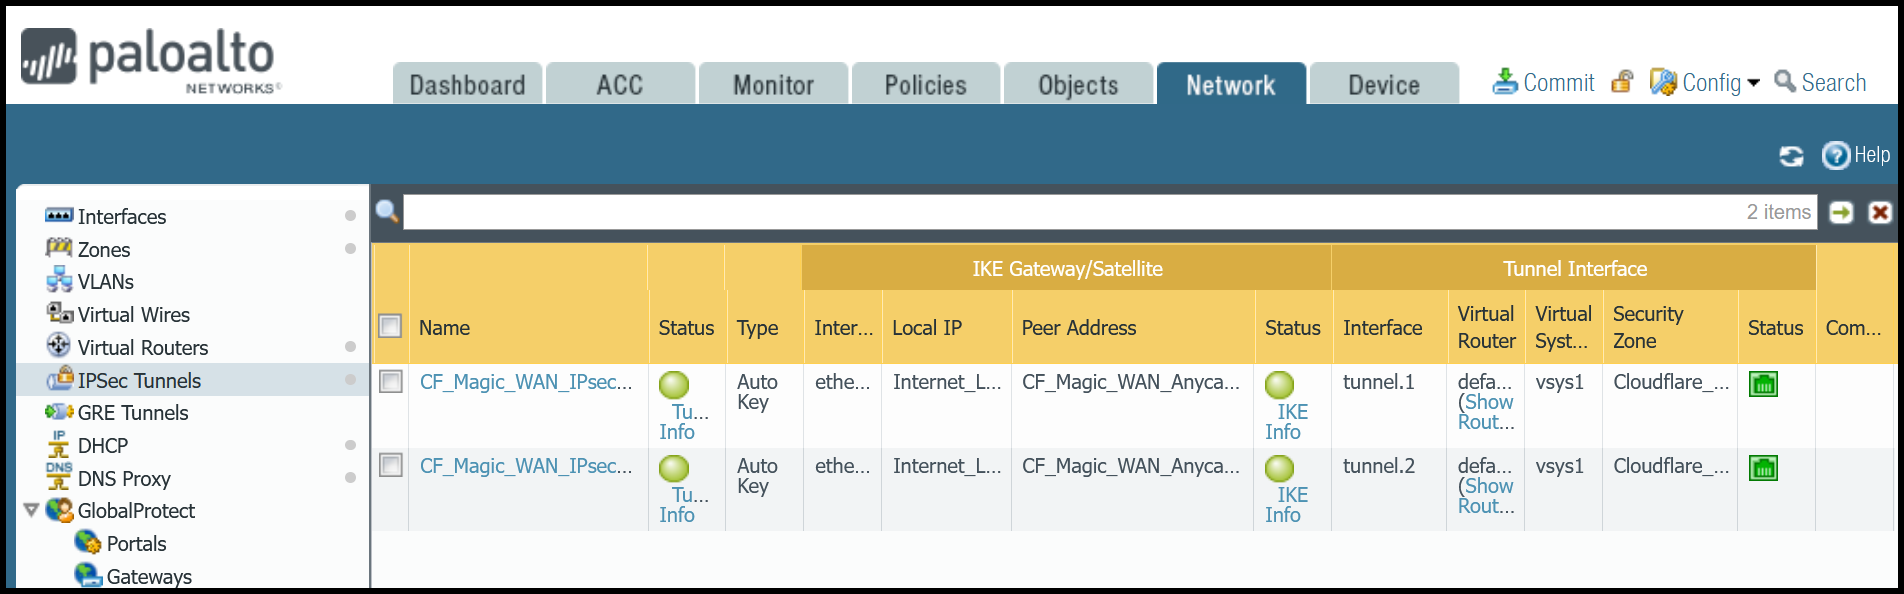 paloalto
NETWORKS®
Dashboard ACC Monitor Policies Objects Network Device Commit Config Search
Help
Interfaces
Zones
VLANs
Virtual Wires
Virtual Routers
IPSec Tunnels
GRE Tunnels
IP
DHCP
DNS
DNS Proxy
GlobalProtect
Portals
Gateways
2 items
IKE Gateway/Satellite Tunnel Interface
Name Status Type Inter... Local IP Peer Address Status Interface Virtual Router Virtual Syst... Security Zone Status Com...
CF_Magic_WAN_IPsec... Tu... Info Auto Key ethe... Internet_L... CF_Magic_WAN_Anyca... IKE Info tunnel.1 defa... (Show Rout... vsys1 Cloudflare_...
CF_Magic_WAN_IPsec... Tu... Info Auto Key ethe... Internet_L... CF_Magic_WAN_Anyca... IKE Info tunnel.2 defa... (Show Rout... vsys1 Cloudflare_...